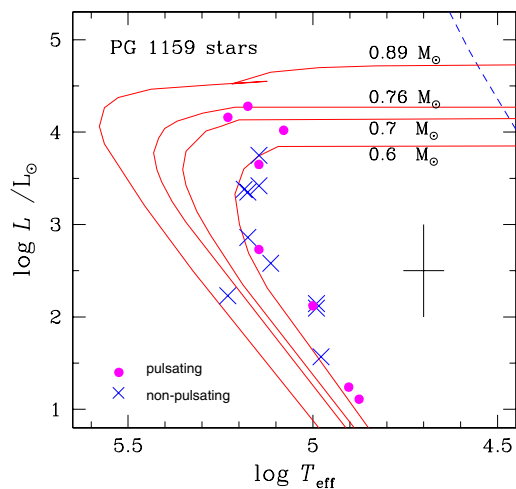 PG 1159 stars
0.89 M☉
0.76 M☉
0.7 M☉
0.6 M☉
log L /L☉
5
4
3
2
1
pulsating
non-pulsating
5.5
5
4.5
log Teff